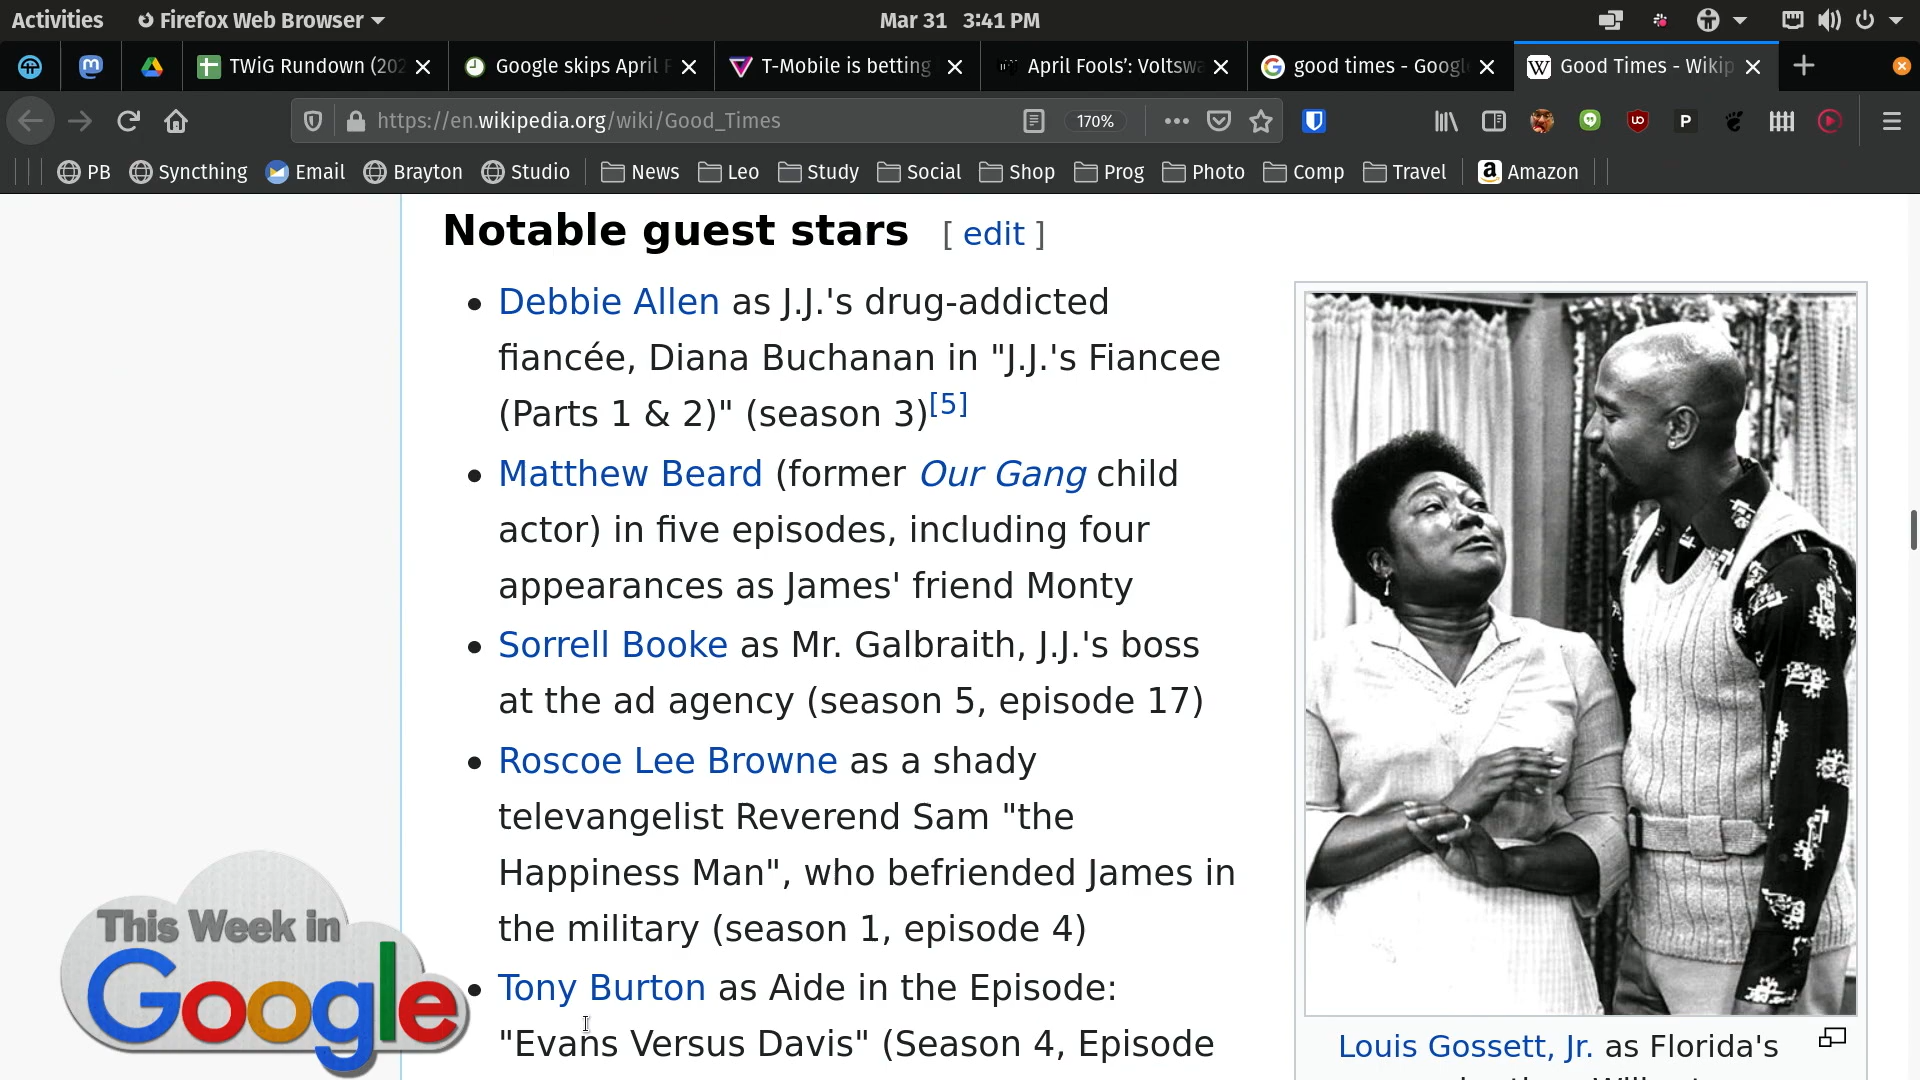 Activities
Firefox Web Browser
Mar 31 3:41 PM
TWiG Rundown (202
Google skips April F
T-Mobile is betting
April Fools’: Voltswa
good times - Google
Good Times - Wikip
https://en.wikipedia.org/wiki/Good_Times
170%
PB
Syncthing
Email
Brayton
Studio
News
Leo
Study
Social
Shop
Prog
Photo
Comp
Travel
Amazon
Notable guest stars [ edit ]
Debbie Allen as J.J.'s drug-addicted
fiancée, Diana Buchanan in "J.J.'s Fiancee
(Parts 1 & 2)" (season 3)[5]
Matthew Beard (former Our Gang child
actor) in five episodes, including four
appearances as James' friend Monty
Sorrell Booke as Mr. Galbraith, J.J.'s boss
at the ad agency (season 5, episode 17)
Roscoe Lee Browne as a shady
televangelist Reverend Sam "the
Happiness Man", who befriended James in
the military (season 1, episode 4)
Tony Burton as Aide in the Episode:
"Evans Versus Davis" (Season 4, Episode
Louis Gossett, Jr. as Florida's
This Week in
Google